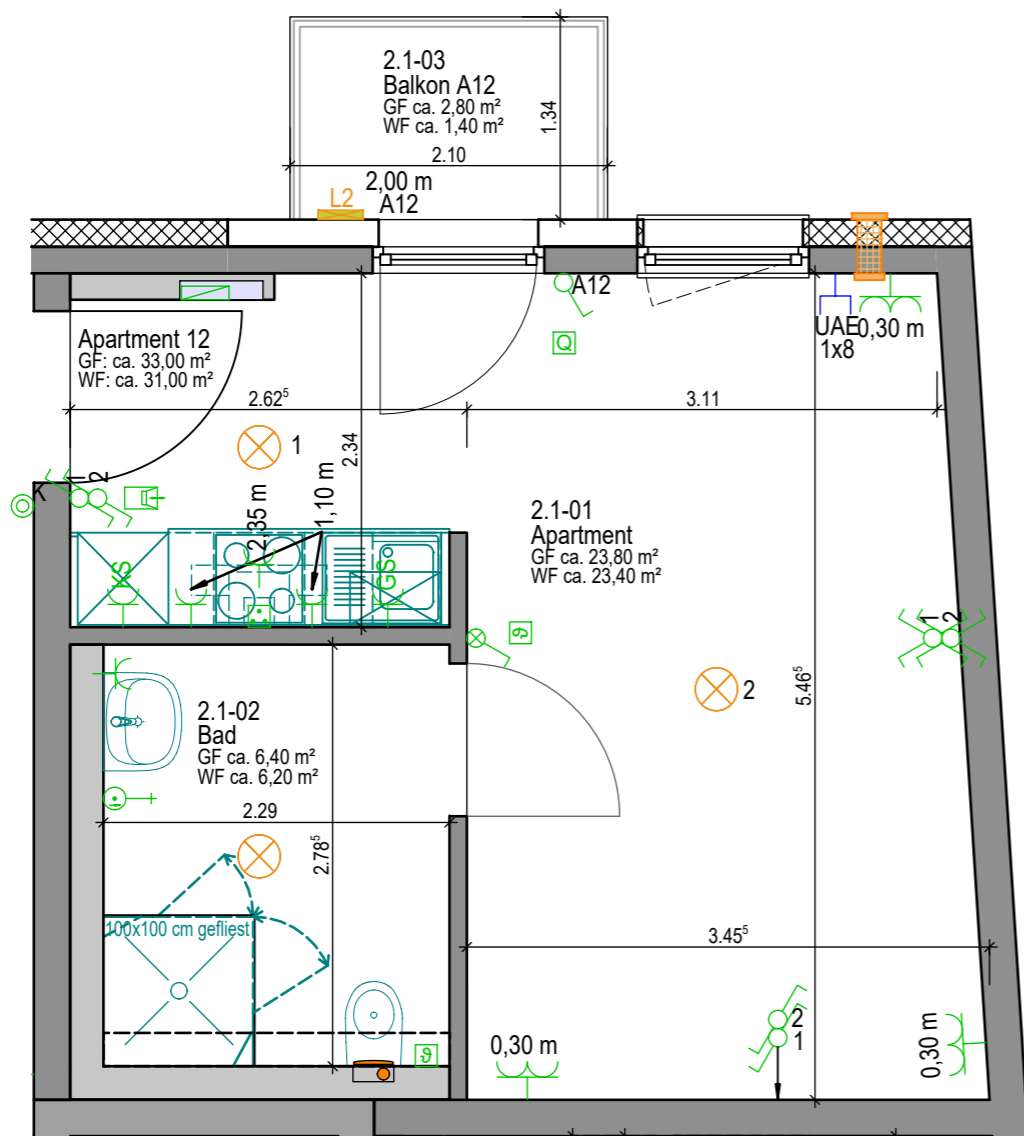 2.1-03
Balkon A12
GF ca. 2,80 m²
WF ca. 1,40 m²
1.34
2.10
2,00 m
L2
A12
A12
UAE
1x8
0,30 m
Q
Apartment 12
GF: ca. 33,00 m²
WF: ca. 31,00 m²
2.62⁵
3.11
2.34
1
1
2
K
2,35 m
1,10 m
2.1-01
Apartment
GF ca. 23,80 m²
WF ca. 23,40 m²
KS
GS
ϑ
1
2
2
5.46⁵
2.1-02
Bad
GF ca. 6,40 m²
WF ca. 6,20 m²
2.29
2.78⁵
100x100 cm gefliest
3.45⁵
2
1
0,30 m
0,30 m
ϑ